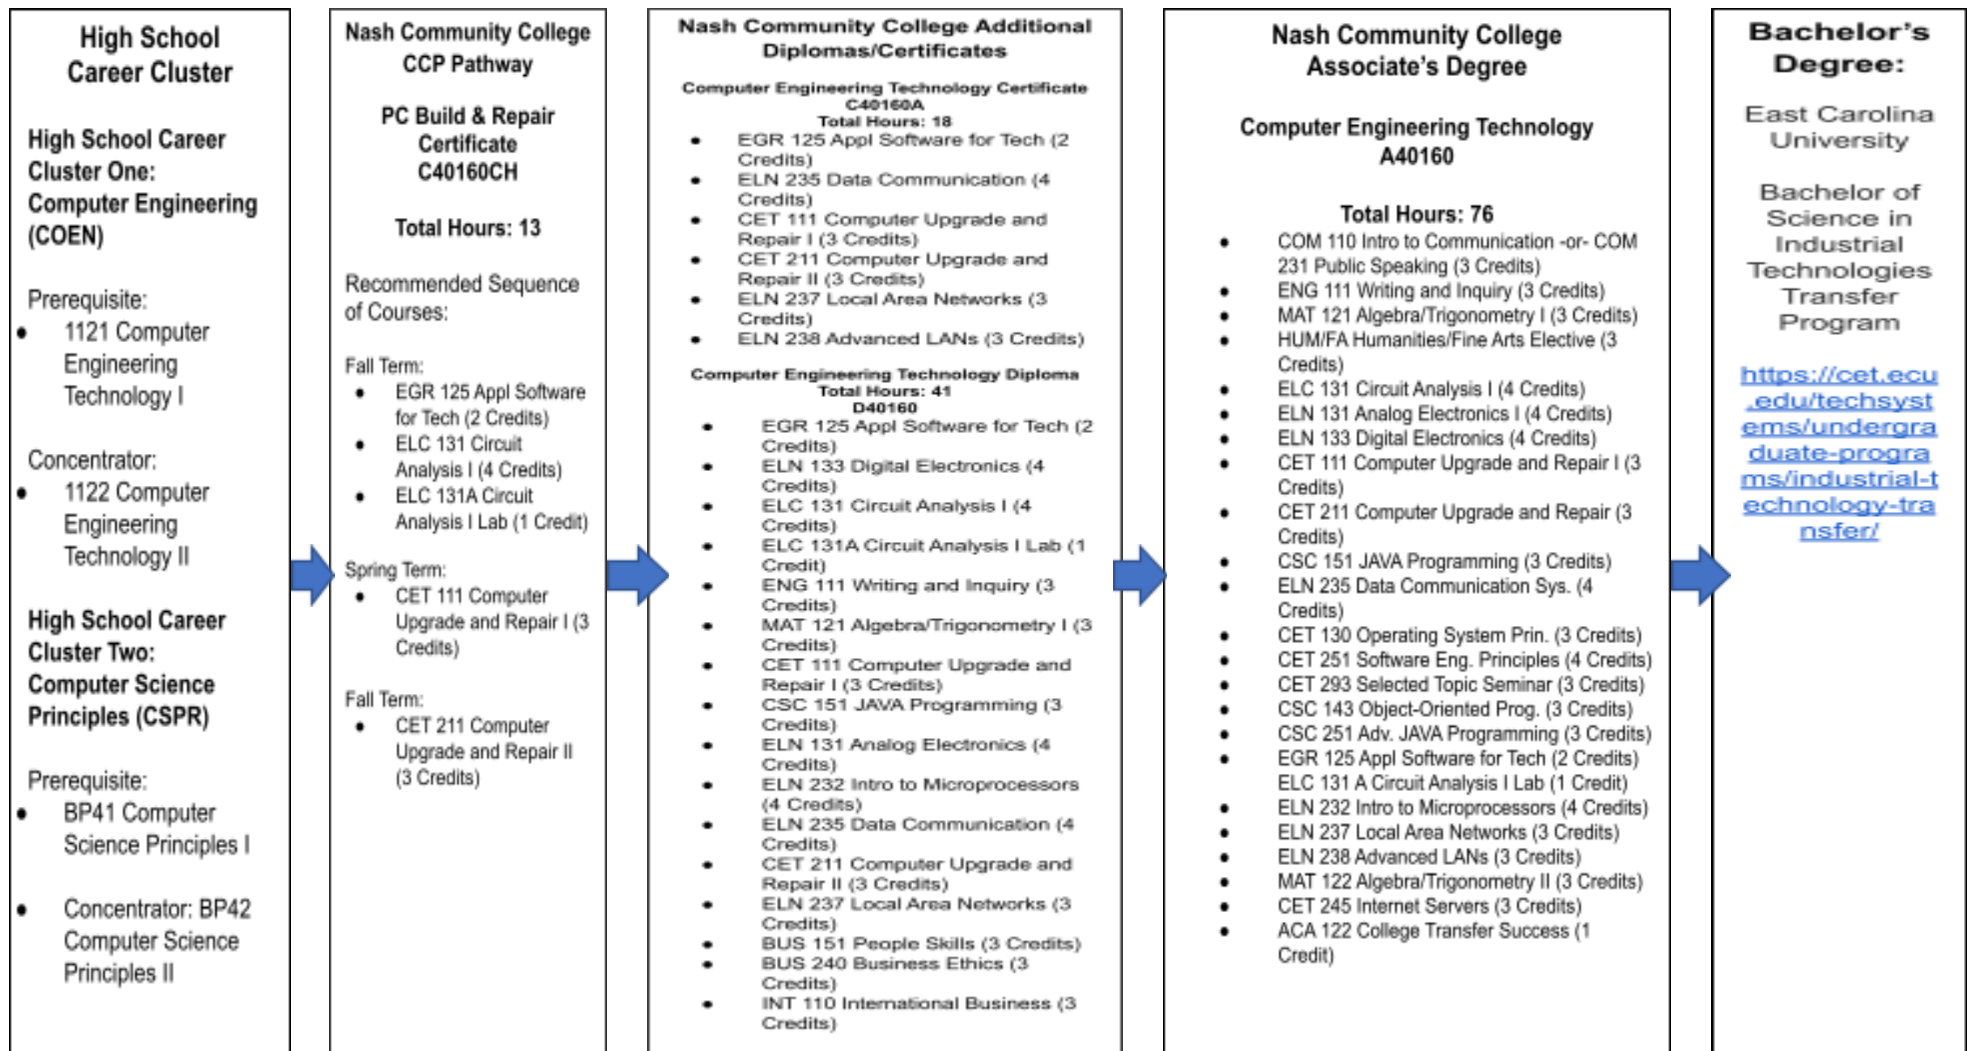 High School
Career Cluster
High School Career
Cluster One:
Computer Engineering
(COEN)
Prerequisite:
● 1121 Computer
Engineering
Technology I
Concentrator:
● 1122 Computer
Engineering
Technology II
High School Career
Cluster Two:
Computer Science
Principles (CSPR)
Prerequisite:
● BP41 Computer
Science Principles I
● Concentrator: BP42
Computer Science
Principles II
Nash Community College
CCP Pathway
PC Build & Repair
Certificate
C40160CH
Total Hours: 13
Recommended Sequence
of Courses:
Fall Term:
● EGR 125 Appl Software
for Tech (2 Credits)
● ELC 131 Circuit
Analysis I (4 Credits)
● ELC 131A Circuit
Analysis I Lab (1 Credit)
Spring Term:
● CET 111 Computer
Upgrade and Repair I (3
Credits)
Fall Term:
● CET 211 Computer
Upgrade and Repair II
(3 Credits)
Nash Community College Additional
Diplomas/Certificates
Computer Engineering Technology Certificate
C40160A
Total Hours: 18
● EGR 125 Appl Software for Tech (2
Credits)
● ELN 235 Data Communication (4
Credits)
● CET 111 Computer Upgrade and
Repair I (3 Credits)
● CET 211 Computer Upgrade and
Repair II (3 Credits)
● ELN 237 Local Area Networks (3
Credits)
● ELN 238 Advanced LANs (3 Credits)
Computer Engineering Technology Diploma
Total Hours: 41
D40160
● EGR 125 Appl Software for Tech (2
Credits)
● ELN 133 Digital Electronics (4
Credits)
● ELC 131 Circuit Analysis I (4
Credits)
● ELC 131A Circuit Analysis I Lab (1
Credit)
● ENG 111 Writing and Inquiry (3
Credits)
● MAT 121 Algebra/Trigonometry I (3
Credits)
● CET 111 Computer Upgrade and
Repair I (3 Credits)
● CSC 151 JAVA Programming (3
Credits)
● ELN 131 Analog Electronics (4
Credits)
● ELN 232 Intro to Microprocessors
(4 Credits)
● ELN 235 Data Communication (4
Credits)
● CET 211 Computer Upgrade and
Repair II (3 Credits)
● ELN 237 Local Area Networks (3
Credits)
● BUS 151 People Skills (3 Credits)
● BUS 240 Business Ethics (3
Credits)
● INT 110 International Business (3
Credits)
Nash Community College
Associate's Degree
Computer Engineering Technology
A40160
Total Hours: 76
● COM 110 Intro to Communication -or- COM
231 Public Speaking (3 Credits)
● ENG 111 Writing and Inquiry (3 Credits)
● MAT 121 Algebra/Trigonometry I (3 Credits)
● HUM/FA Humanities/Fine Arts Elective (3
Credits)
● ELC 131 Circuit Analysis I (4 Credits)
● ELN 131 Analog Electronics I (4 Credits)
● ELN 133 Digital Electronics (4 Credits)
● CET 111 Computer Upgrade and Repair I (3
Credits)
● CET 211 Computer Upgrade and Repair (3
Credits)
● CSC 151 JAVA Programming (3 Credits)
● ELN 235 Data Communication Sys. (4
Credits)
● CET 130 Operating System Prin. (3 Credits)
● CET 251 Software Eng. Principles (4 Credits)
● CET 293 Selected Topic Seminar (3 Credits)
● CSC 143 Object-Oriented Prog. (3 Credits)
● CSC 251 Adv. JAVA Programming (3 Credits)
● EGR 125 Appl Software for Tech (2 Credits)
ELC 131 A Circuit Analysis I Lab (1 Credit)
● ELN 232 Intro to Microprocessors (4 Credits)
● ELN 237 Local Area Networks (3 Credits)
● ELN 238 Advanced LANs (3 Credits)
● MAT 122 Algebra/Trigonometry II (3 Credits)
● CET 245 Internet Servers (3 Credits)
● ACA 122 College Transfer Success (1
Credit)
Bachelor's
Degree:
East Carolina
University
Bachelor of
Science in
Industrial
Technologies
Transfer
Program
https://cet.ecu
.edu/techsyst
ems/undergra
duate-progra
ms/industrial-t
echnology-tra
nsfer/